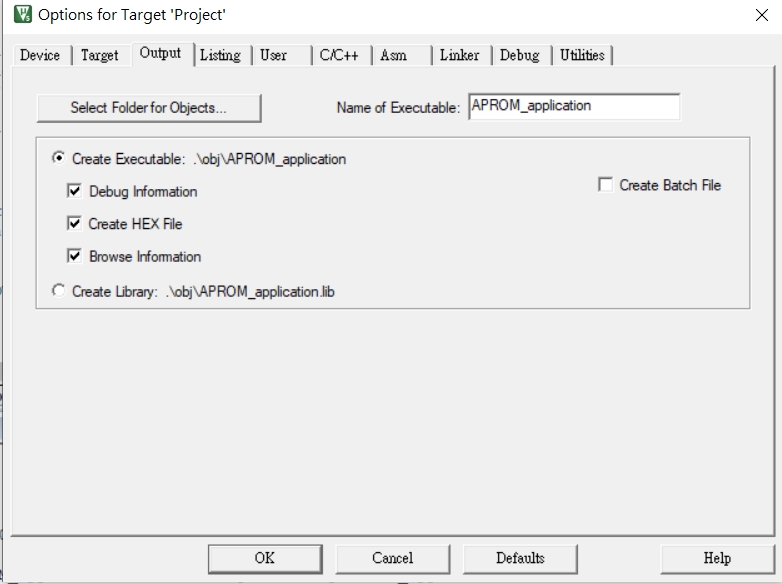 Options for Target 'Project'
Device Target Output Listing User C/C++ Asm Linker Debug Utilities
Select Folder for Objects... Name of Executable: APROM_application
Create Executable: .\obj\APROM_application
Debug Information Create Batch File
Create HEX File
Browse Information
Create Library: .\obj\APROM_application.lib
OK Cancel Defaults Help